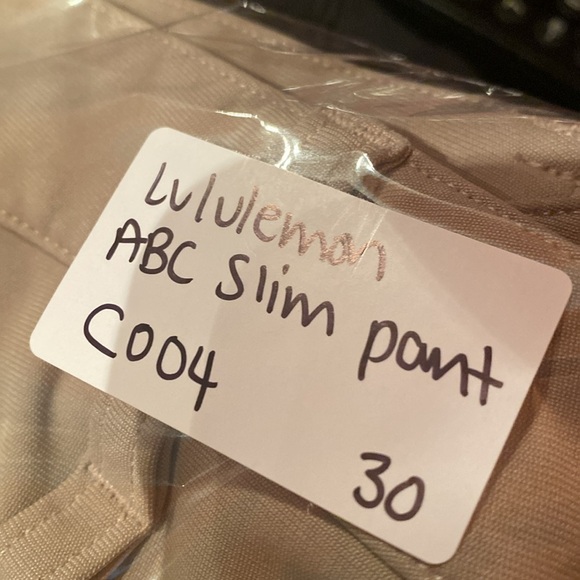 Lululemon
ABC Slim pant
C004
30